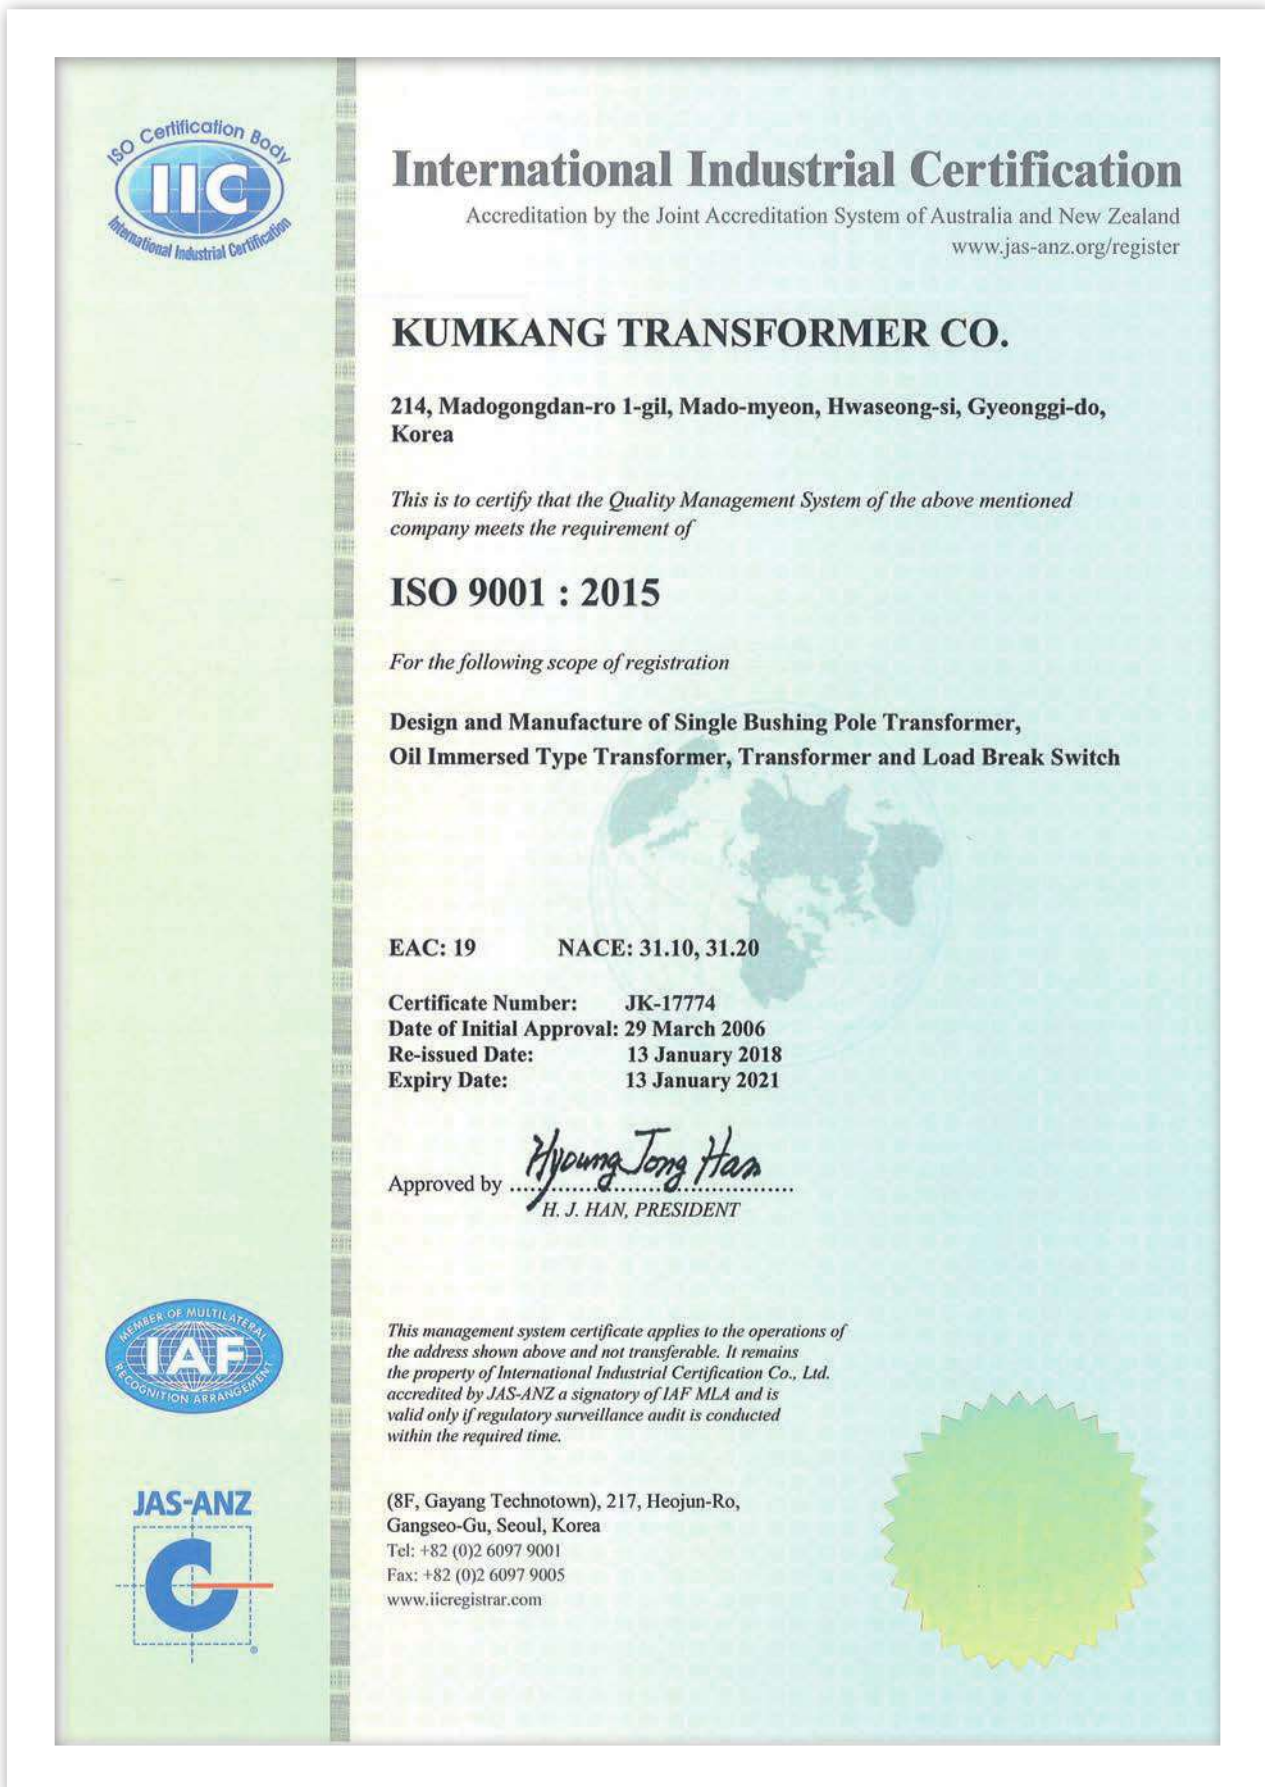 ISO Certification Body
IIC
International Industrial Certification
International Industrial Certification
Accreditation by the Joint Accreditation System of Australia and New Zealand
www.jas-anz.org/register
KUMKANG TRANSFORMER CO.
214, Madogongdan-ro 1-gil, Mado-myeon, Hwaseong-si, Gyeonggi-do,
Korea
This is to certify that the Quality Management System of the above mentioned
company meets the requirement of
ISO 9001 : 2015
For the following scope of registration
Design and Manufacture of Single Bushing Pole Transformer,
Oil Immersed Type Transformer, Transformer and Load Break Switch
EAC: 19 NACE: 31.10, 31.20
Certificate Number: JK-17774
Date of Initial Approval: 29 March 2006
Re-issued Date: 13 January 2018
Expiry Date: 13 January 2021
Hyoung Jong Han
Approved by ..................................
H. J. HAN, PRESIDENT
MEMBER OF MULTILATERAL
IAF
RECOGNITION ARRANGEMENT
This management system certificate applies to the operations of
the address shown above and not transferable. It remains
the property of International Industrial Certification Co., Ltd.
accredited by JAS-ANZ a signatory of IAF MLA and is
valid only if regulatory surveillance audit is conducted
within the required time.
JAS-ANZ
®
(8F, Gayang Technotown), 217, Heojun-Ro,
Gangseo-Gu, Seoul, Korea
Tel: +82 (0)2 6097 9001
Fax: +82 (0)2 6097 9005
www.iicregistrar.com